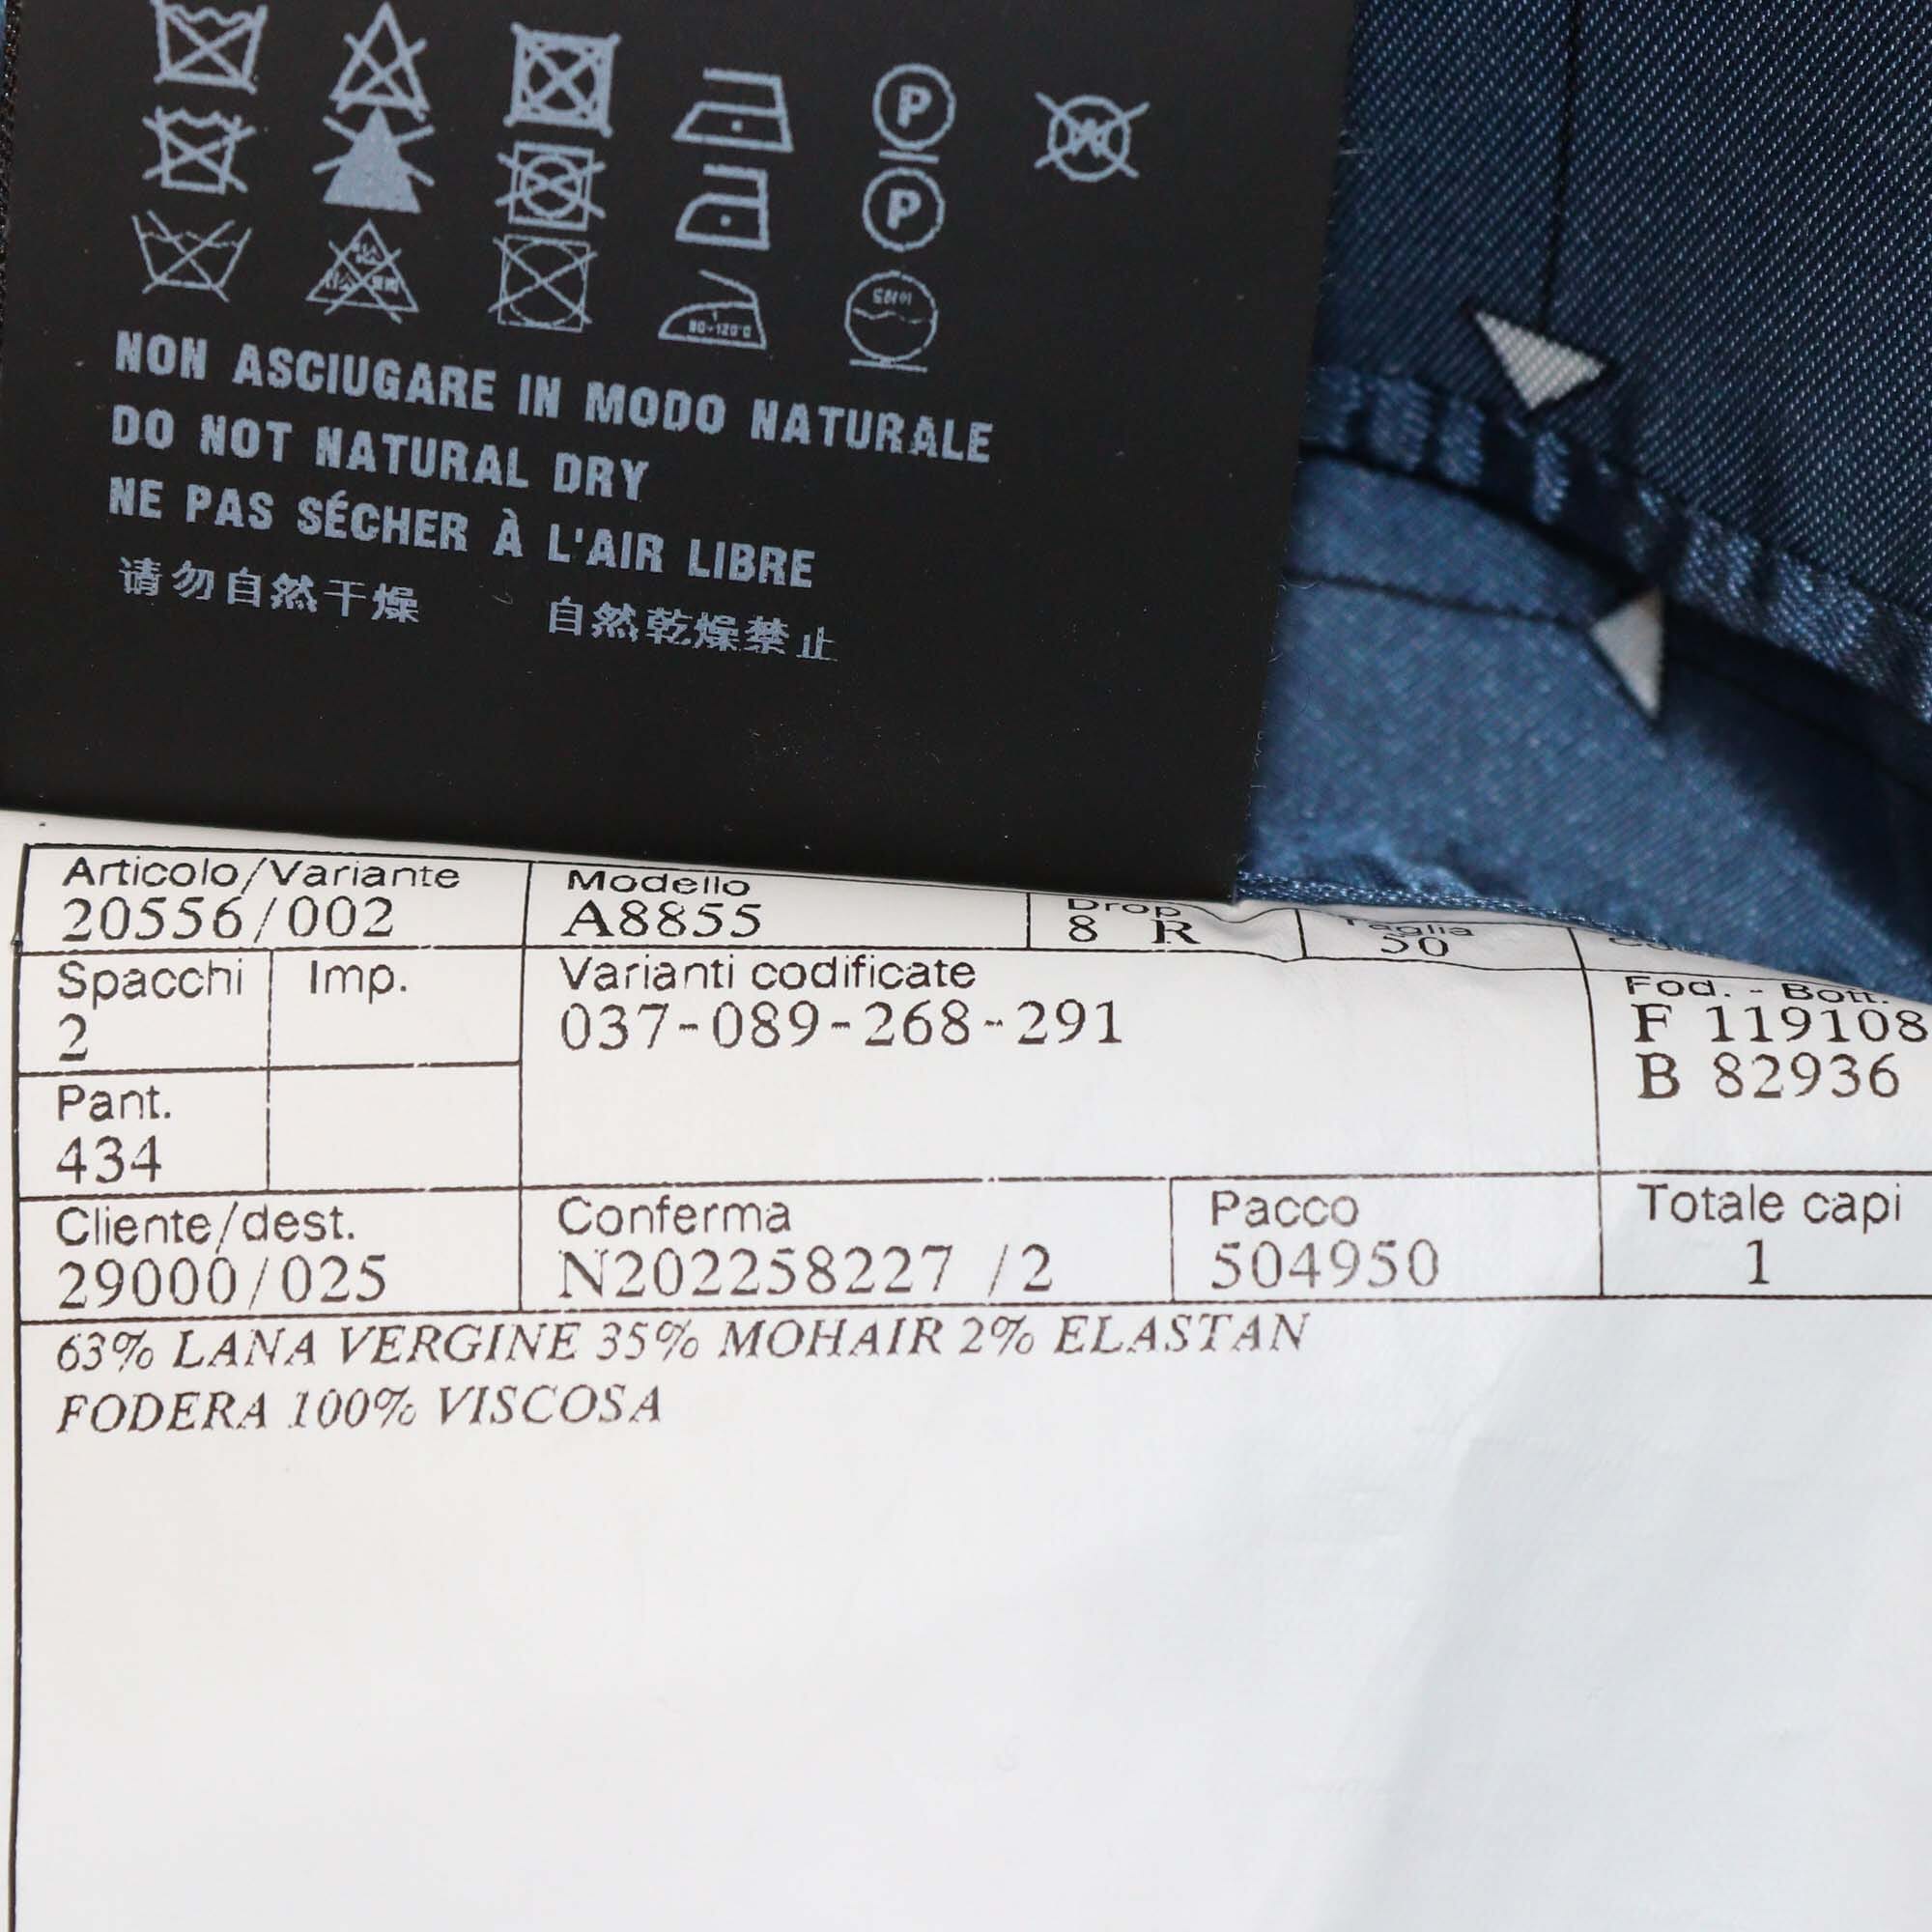 P
P
M
80-120°C
NON ASCIUGARE IN MODO NATURALE
DO NOT NATURAL DRY
NE PAS SÉCHER À L'AIR LIBRE
请勿自然干燥 自然乾燥禁止
Articolo/Variante Modello Drop Taglia
20556/002 A8855 8 R 50
Spacchi Imp. Varianti codificate Fod. - Bott.
2 037-089-268-291 F 119108
B 82936
Pant.
434
Cliente/dest. Conferma Pacco Totale capi
29000/025 N202258227 /2 504950 1
63% LANA VERGINE 35% MOHAIR 2% ELASTAN
FODERA 100% VISCOSA